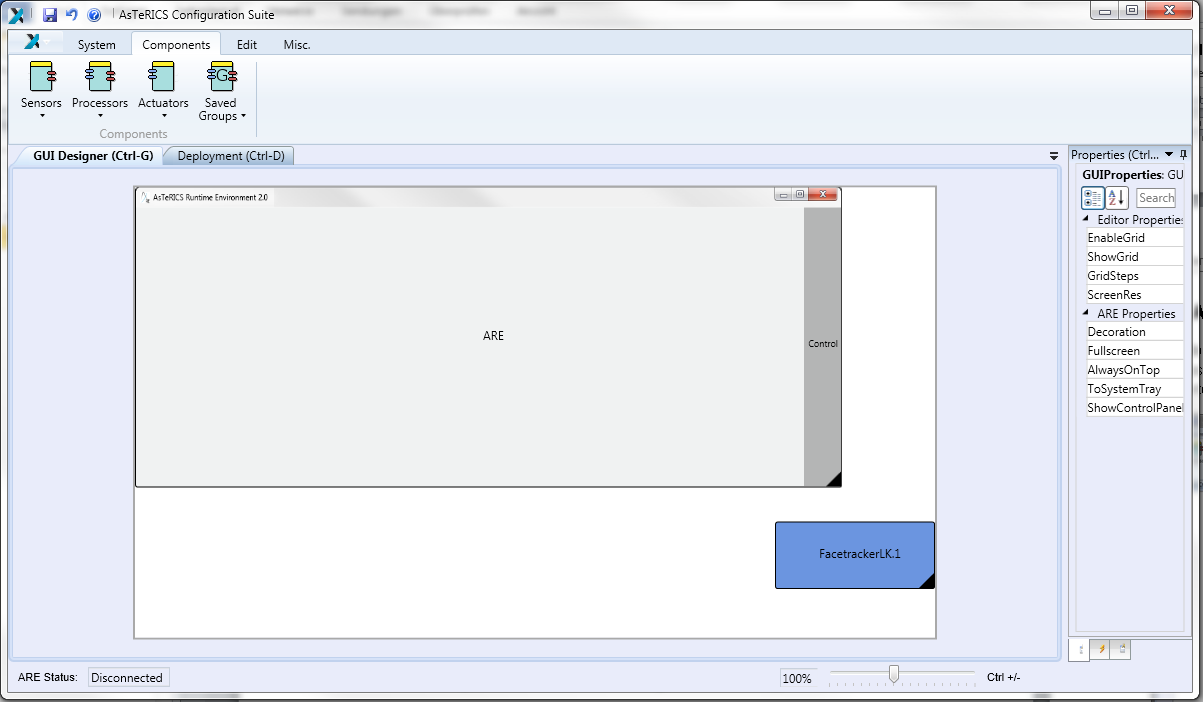 AsTeRICS Configuration Suite
System Components Edit Misc.
Sensors Processors Actuators Saved Groups
Components
GUI Designer (Ctrl-G) Deployment (Ctrl-D)
Properties (Ctrl...
GUIProperties: GU
AsTeRICS Runtime Environment 2.0
Search
Editor Propertie
EnableGrid
ShowGrid
GridSteps
ScreenRes
ARE Properties
Decoration
Fullscreen
AlwaysOnTop
ToSystemTray
ShowControlPanel
ARE
Control
FacetrackerLK.1
ARE Status: Disconnected
100%
Ctrl +/-